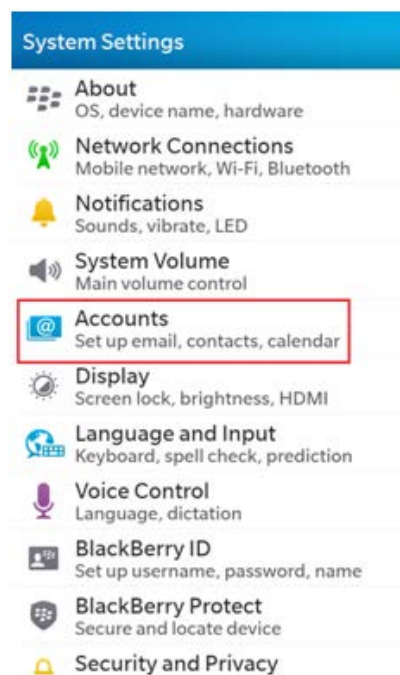 System Settings
About
OS, device name, hardware
Network Connections
Mobile network, Wi-Fi, Bluetooth
Notifications
Sounds, vibrate, LED
System Volume
Main volume control
Accounts
Set up email, contacts, calendar
Display
Screen lock, brightness, HDMI
Language and Input
Keyboard, spell check, prediction
Voice Control
Language, dictation
BlackBerry ID
Set up username, password, name
BlackBerry Protect
Secure and locate device
Security and Privacy